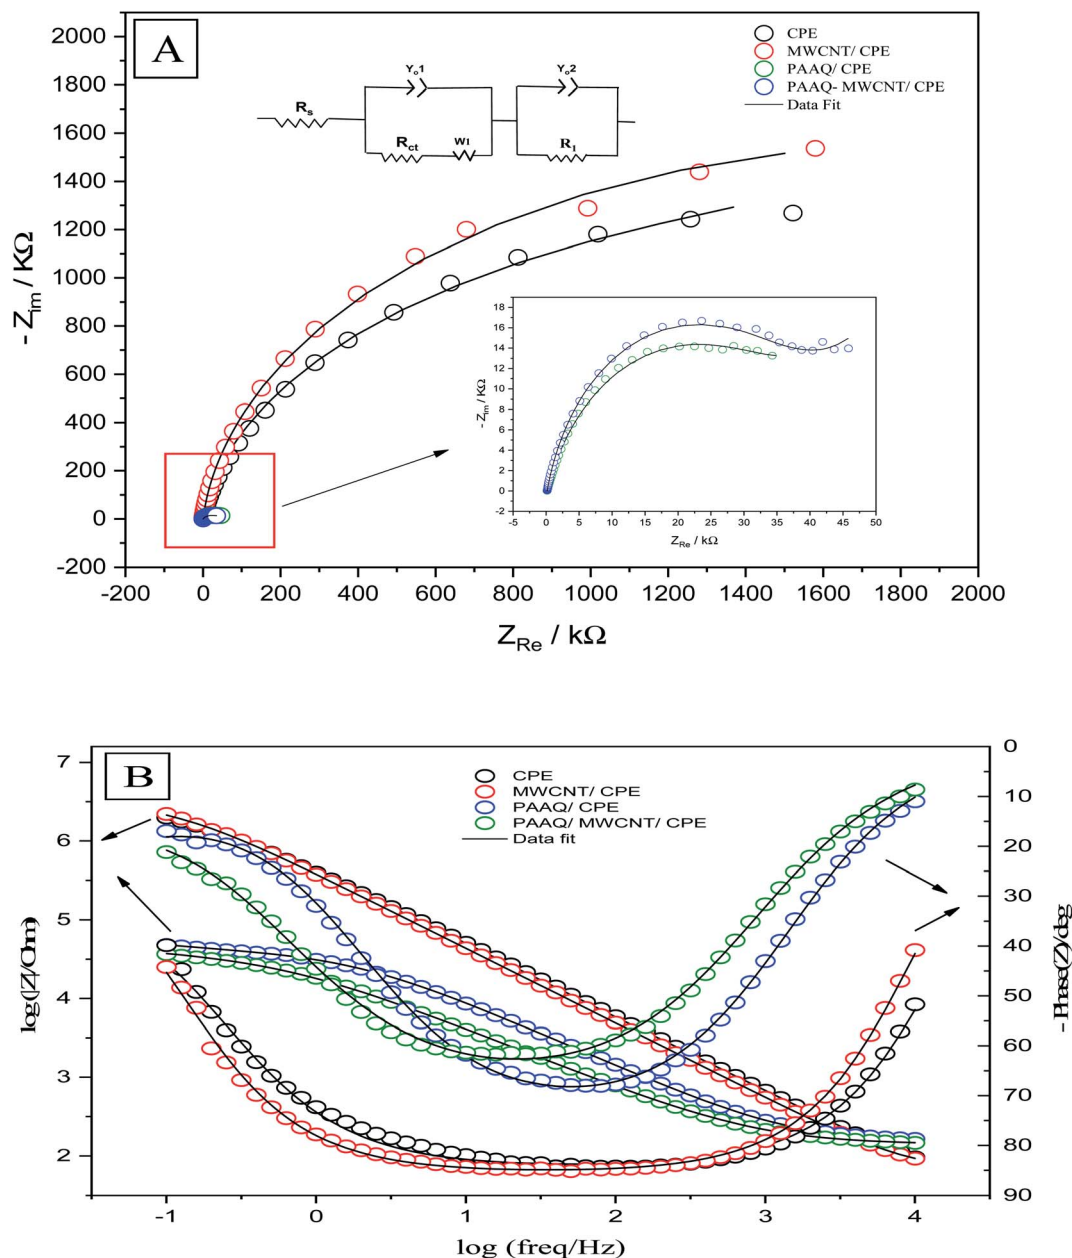 A
2000
1800
1600
1400
1200
1000
800
600
400
200
0
-200
- Zim / KΩ
-200 0 200 400 600 800 1000 1200 1400 1600 1800 2000
ZRe / kΩ
CPE
MWCNT/ CPE
PAAQ/ CPE
PAAQ- MWCNT/ CPE
Data Fit
Rs
Yo1
Rct
W1
Yo2
R1
18
16
14
12
10
8
6
4
2
0
-2
- Zim / KΩ
-5 0 5 10 15 20 25 30 35 40 45 50
ZRe / kΩ
B
7
6
5
4
3
2
log(|Z|/Ohm)
CPE
MWCNT/ CPE
PAAQ/ CPE
PAAQ/ MWCNT/ CPE
Data fit
0
10
20
30
40
50
60
70
80
90
- Phase(Z)/deg
-1 0 1 2 3 4
log (freq/Hz)